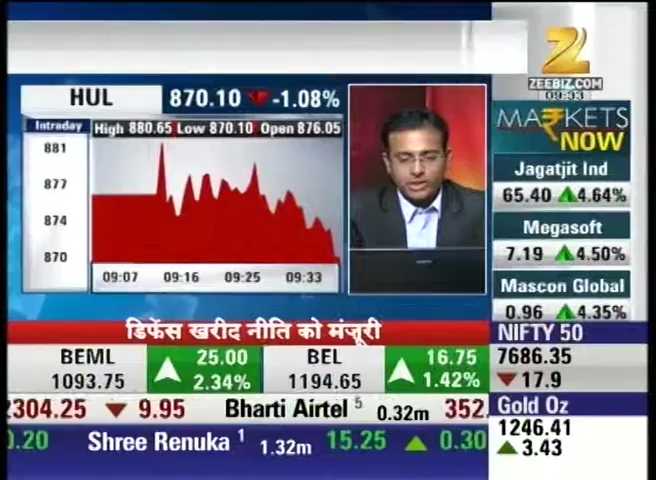 ZEEBIZ.COM
09:33
HUL 870.10 -1.08%
Intraday High 880.65 Low 870.10 Open 876.05
881
877
874
870
09:07 09:16 09:25 09:33
MA₹KETS
NOW
Jagatjit Ind
65.40 4.64%
Megasoft
7.19 4.50%
Mascon Global
0.96 4.35%
डिफेंस खरीद नीति को मंजूरी
BEML 25.00
1093.75 2.34%
BEL 16.75
1194.65 1.42%
NIFTY 50
7686.35
17.9
2304.25 9.95 Bharti Airtel 5 0.32m 352.
0.20 Shree Renuka 1 1.32m 15.25 0.30
Gold Oz
1246.41
3.43